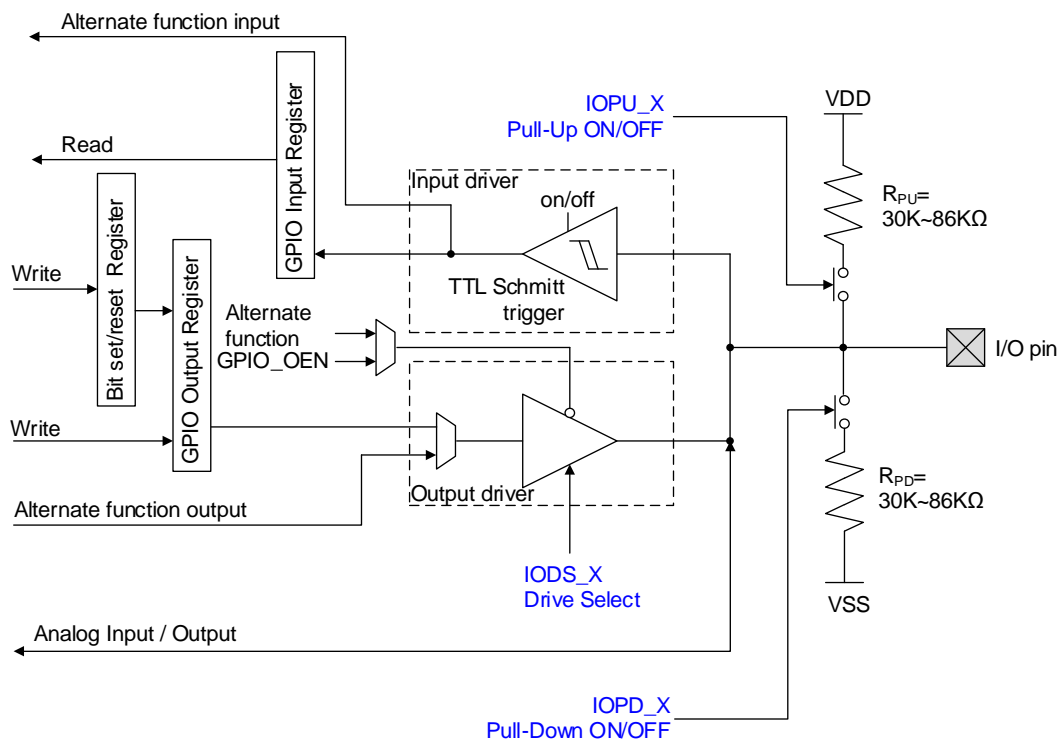 Alternate function input
GPIO Input Register
IOPU_X
Pull-Up ON/OFF
VDD
Read
Input driver
on/off
RPU=
30K~86KΩ
Bit set/reset Register
GPIO Output Register
Write
TTL Schmitt
trigger
Alternate
function
GPIO_OEN
I/O pin
Write
RPD=
30K~86KΩ
Output driver
Alternate function output
IODS_X
Drive Select
VSS
Analog Input / Output
IOPD_X
Pull-Down ON/OFF